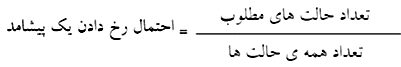 احتمال رخ دادن یک پیشامد = تعداد حالت های مطلوب
تعداد همه ی حالت ها